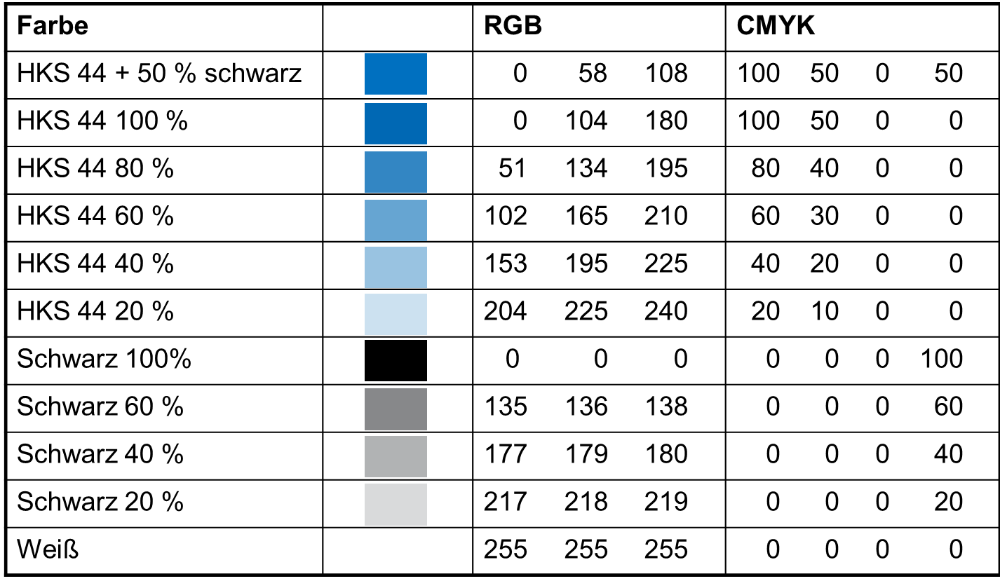 Farbe RGB CMYK
HKS 44 + 50 % schwarz 0 58 108 100 50 0 50
HKS 44 100 % 0 104 180 100 50 0 0
HKS 44 80 % 51 134 195 80 40 0 0
HKS 44 60 % 102 165 210 60 30 0 0
HKS 44 40 % 153 195 225 40 20 0 0
HKS 44 20 % 204 225 240 20 10 0 0
Schwarz 100% 0 0 0 0 0 0 100
Schwarz 60 % 135 136 138 0 0 0 60
Schwarz 40 % 177 179 180 0 0 0 40
Schwarz 20 % 217 218 219 0 0 0 20
Weiß 255 255 255 0 0 0 0